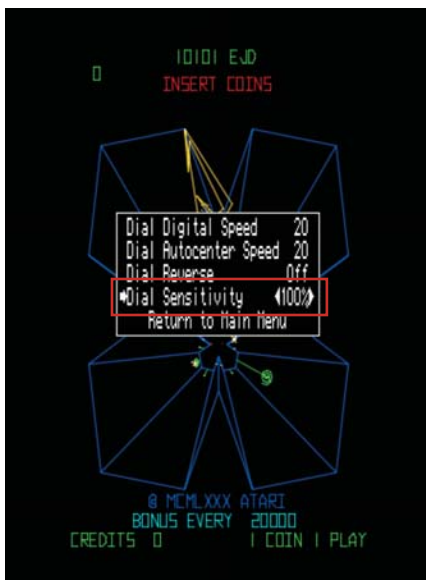 10101 EJD
0
INSERT COINS
Dial Digital Speed 20
Dial Autocenter Speed 20
Dial Reverse Off
Dial Sensitivity 100%
Return to Main Menu
@ MCMLXXX ATARI
BONUS EVERY 20000
CREDITS 0 1 COIN 1 PLAY